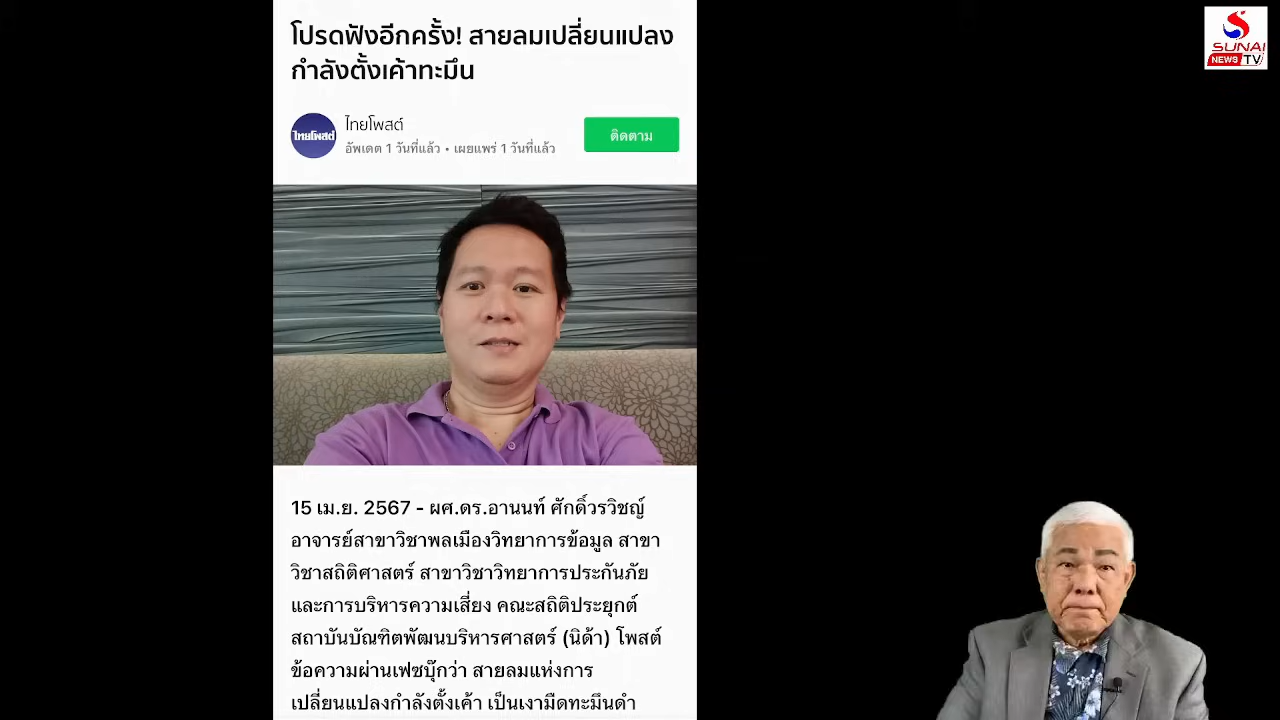 โปรดฟังอีกครั้ง! สายลมเปลี่ยนแปลง
กำลังตั้งเค้าทะมึน
ไทยโพสต์
ไทยโพสต์
อัพเดต 1 วันที่แล้ว • เผยแพร่ 1 วันที่แล้ว
ติดตาม
15 เม.ย. 2567 - ผศ.ดร.อานนท์ ศักดิ์วรวิชญ์
อาจารย์สาขาวิชาพลเมืองวิทยาการข้อมูล สาขา
วิชาสถิติศาสตร์ สาขาวิชาวิทยาการประกันภัย
และการบริหารความเสี่ยง คณะสถิติประยุกต์
สถาบันบัณฑิตพัฒนบริหารศาสตร์ (นิด้า) โพสต์
ข้อความผ่านเฟซบุ๊กว่า สายลมแห่งการ
เปลี่ยนแปลงกำลังตั้งเค้า เป็นเงามืดทะมึนดำ
SUNAI
NEWS TV